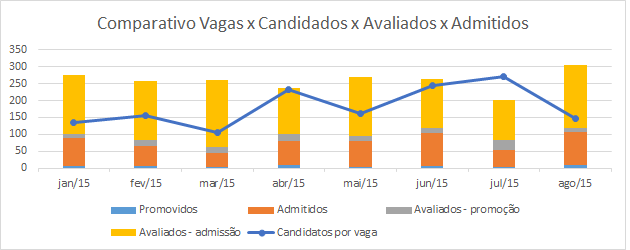 Comparativo Vagas x Candidados x Avaliados x Admitidos
350
300
250
200
150
100
50
0
jan/15 fev/15 mar/15 abr/15 mai/15 jun/15 jul/15 ago/15
Promovidos Admitidos Avaliados - promoção
Avaliados - admissão Candidatos por vaga